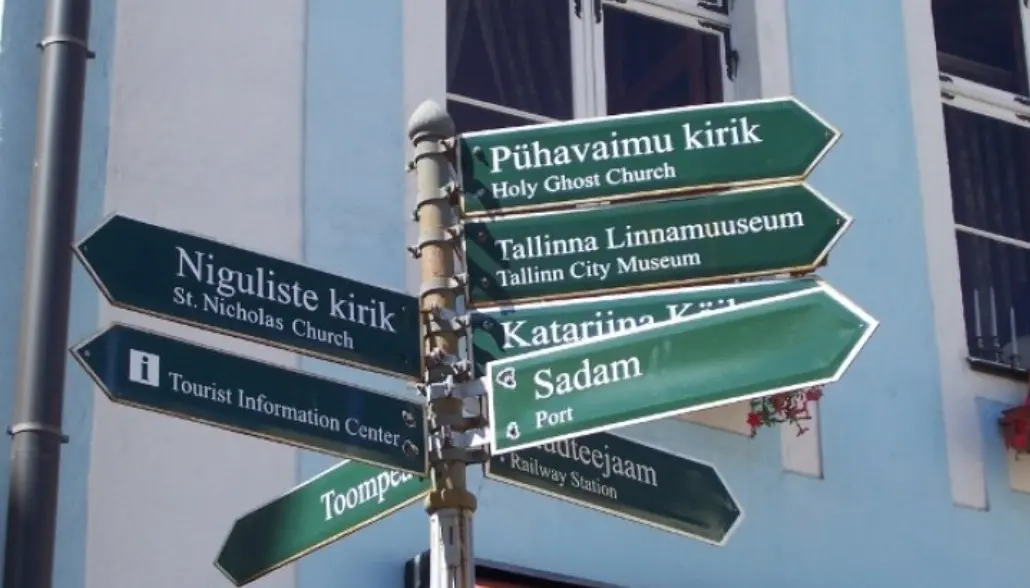 Pühavaimu kirik
Holy Ghost Church
Tallinna Linnamuuseum
Tallinn City Museum
Niguliste kirik
St. Nicholas Church
Katariina
Sadam
Port
i Tourist Information Center
Railway Station